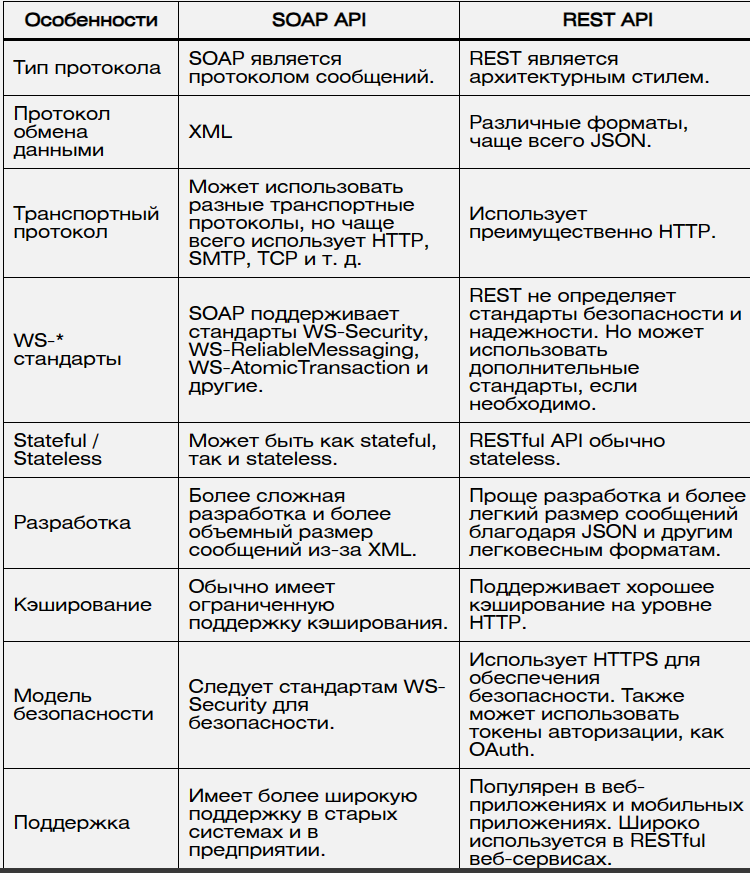 Особенности
SOAP API
REST API
Тип протокола
SOAP является
протоколом сообщений.
REST является
архитектурным стилем.
Протокол
обмена
данными
XML
Различные форматы,
чаще всего JSON.
Транспортный
протокол
Может использовать
разные транспортные
протоколы, но чаще
всего использует HTTP,
SMTP, TCP и т. д.
Использует
преимущественно HTTP.
WS-*
стандарты
SOAP поддерживает
стандарты WS-Security,
WS-ReliableMessaging,
WS-AtomicTransaction и
другие.
REST не определяет
стандарты безопасности и
надежности. Но может
использовать
дополнительные
стандарты, если
необходимо.
Stateful /
Stateless
Может быть как stateful,
так и stateless.
RESTful API обычно
stateless.
Разработка
Более сложная
разработка и более
объемный размер
сообщений из-за XML.
Проще разработка и более
легкий размер сообщений
благодаря JSON и другим
легковесным форматам.
Кэширование
Обычно имеет
ограниченную
поддержку кэширования.
Поддерживает хорошее
кэширование на уровне
HTTP.
Модель
безопасности
Следует стандартам WS-
Security для
безопасности.
Использует HTTPS для
обеспечения
безопасности. Также
может использовать
токены авторизации, как
OAuth.
Поддержка
Имеет более широкую
поддержку в старых
системах и в
предприятии.
Популярен в веб-
приложениях и мобильных
приложениях. Широко
используется в RESTful
веб-сервисах.